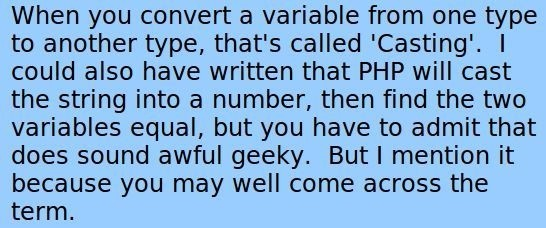 When you convert a variable from one type
to another type, that's called 'Casting'.  I
could also have written that PHP will cast
the string into a number, then find the two
variables equal, but you have to admit that
does sound awful geeky.  But I mention it
because you may well come across the
term.